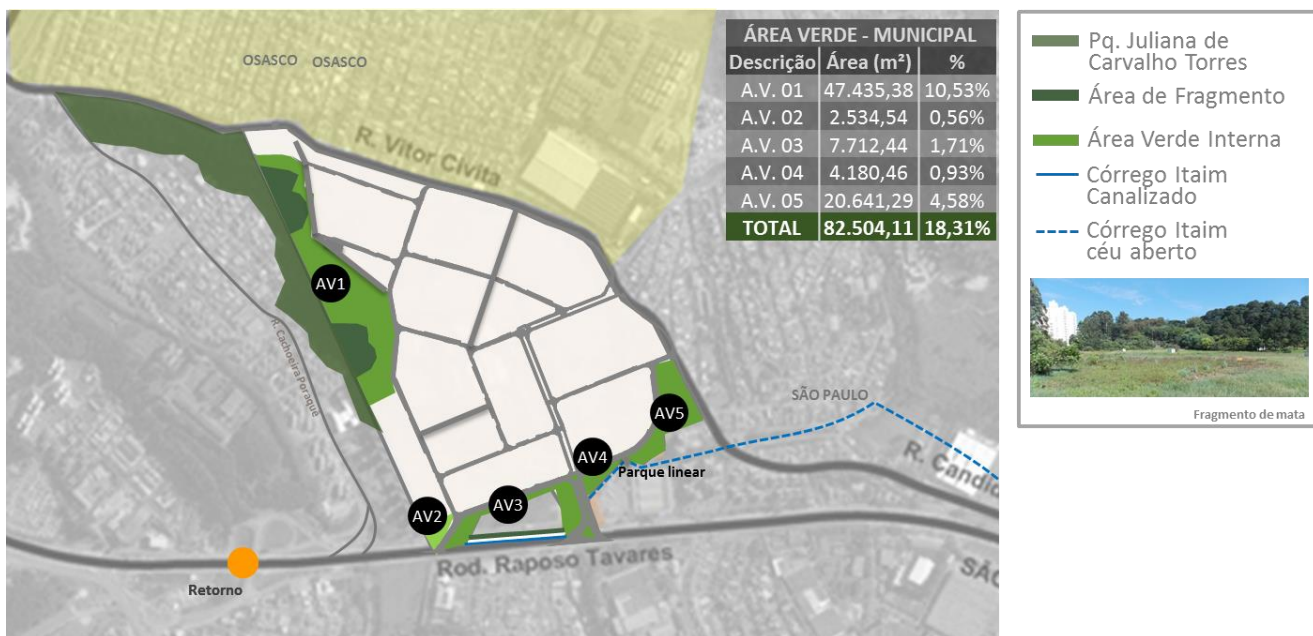 OSASCO OSASCO
R. Vitor Civita
ÁREA VERDE - MUNICIPAL
Descrição Área (m²) %
A.V. 01 47.435,38 10,53%
A.V. 02 2.534,54 0,56%
A.V. 03 7.712,44 1,71%
A.V. 04 4.180,46 0,93%
A.V. 05 20.641,29 4,58%
TOTAL 82.504,11 18,31%
AV1
R. Cachoeira Poraquê
SÃO PAULO
AV5
AV4
Parque linear
R. Candid
AV3
AV2
Rod. Raposo Tavares
SÃO
Retorno
Pq. Juliana de
Carvalho Torres
Área de Fragmento
Área Verde Interna
Córrego Itaim
Canalizado
Córrego Itaim
céu aberto
Fragmento de mata